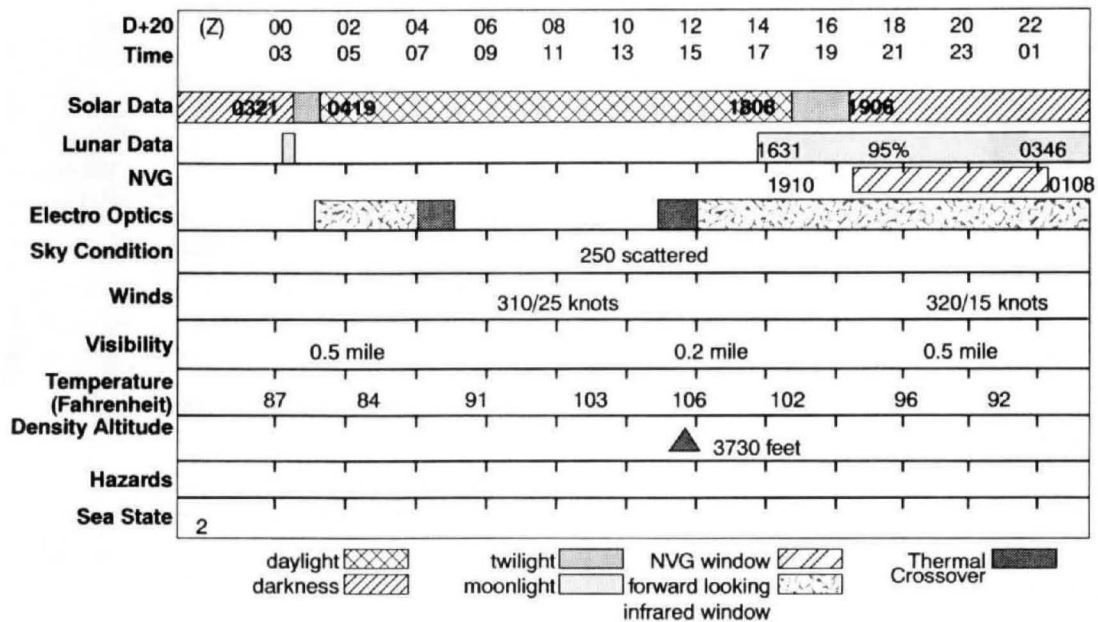 D+20 (Z) 00 02 04 06 08 10 12 14 16 18 20 22
Time 03 05 07 09 11 13 15 17 19 21 23 01
Solar Data 0321 0419 1806 1906
Lunar Data 1631 95% 0346
NVG 1910 0108
Electro Optics
Sky Condition 250 scattered
Winds 310/25 knots 320/15 knots
Visibility 0.5 mile 0.2 mile 0.5 mile
Temperature
(Fahrenheit) 87 84 91 103 106 102 96 92
Density Altitude 3730 feet
Hazards
Sea State 2
daylight twilight NVG window Thermal
Crossover
darkness moonlight forward looking
infrared window